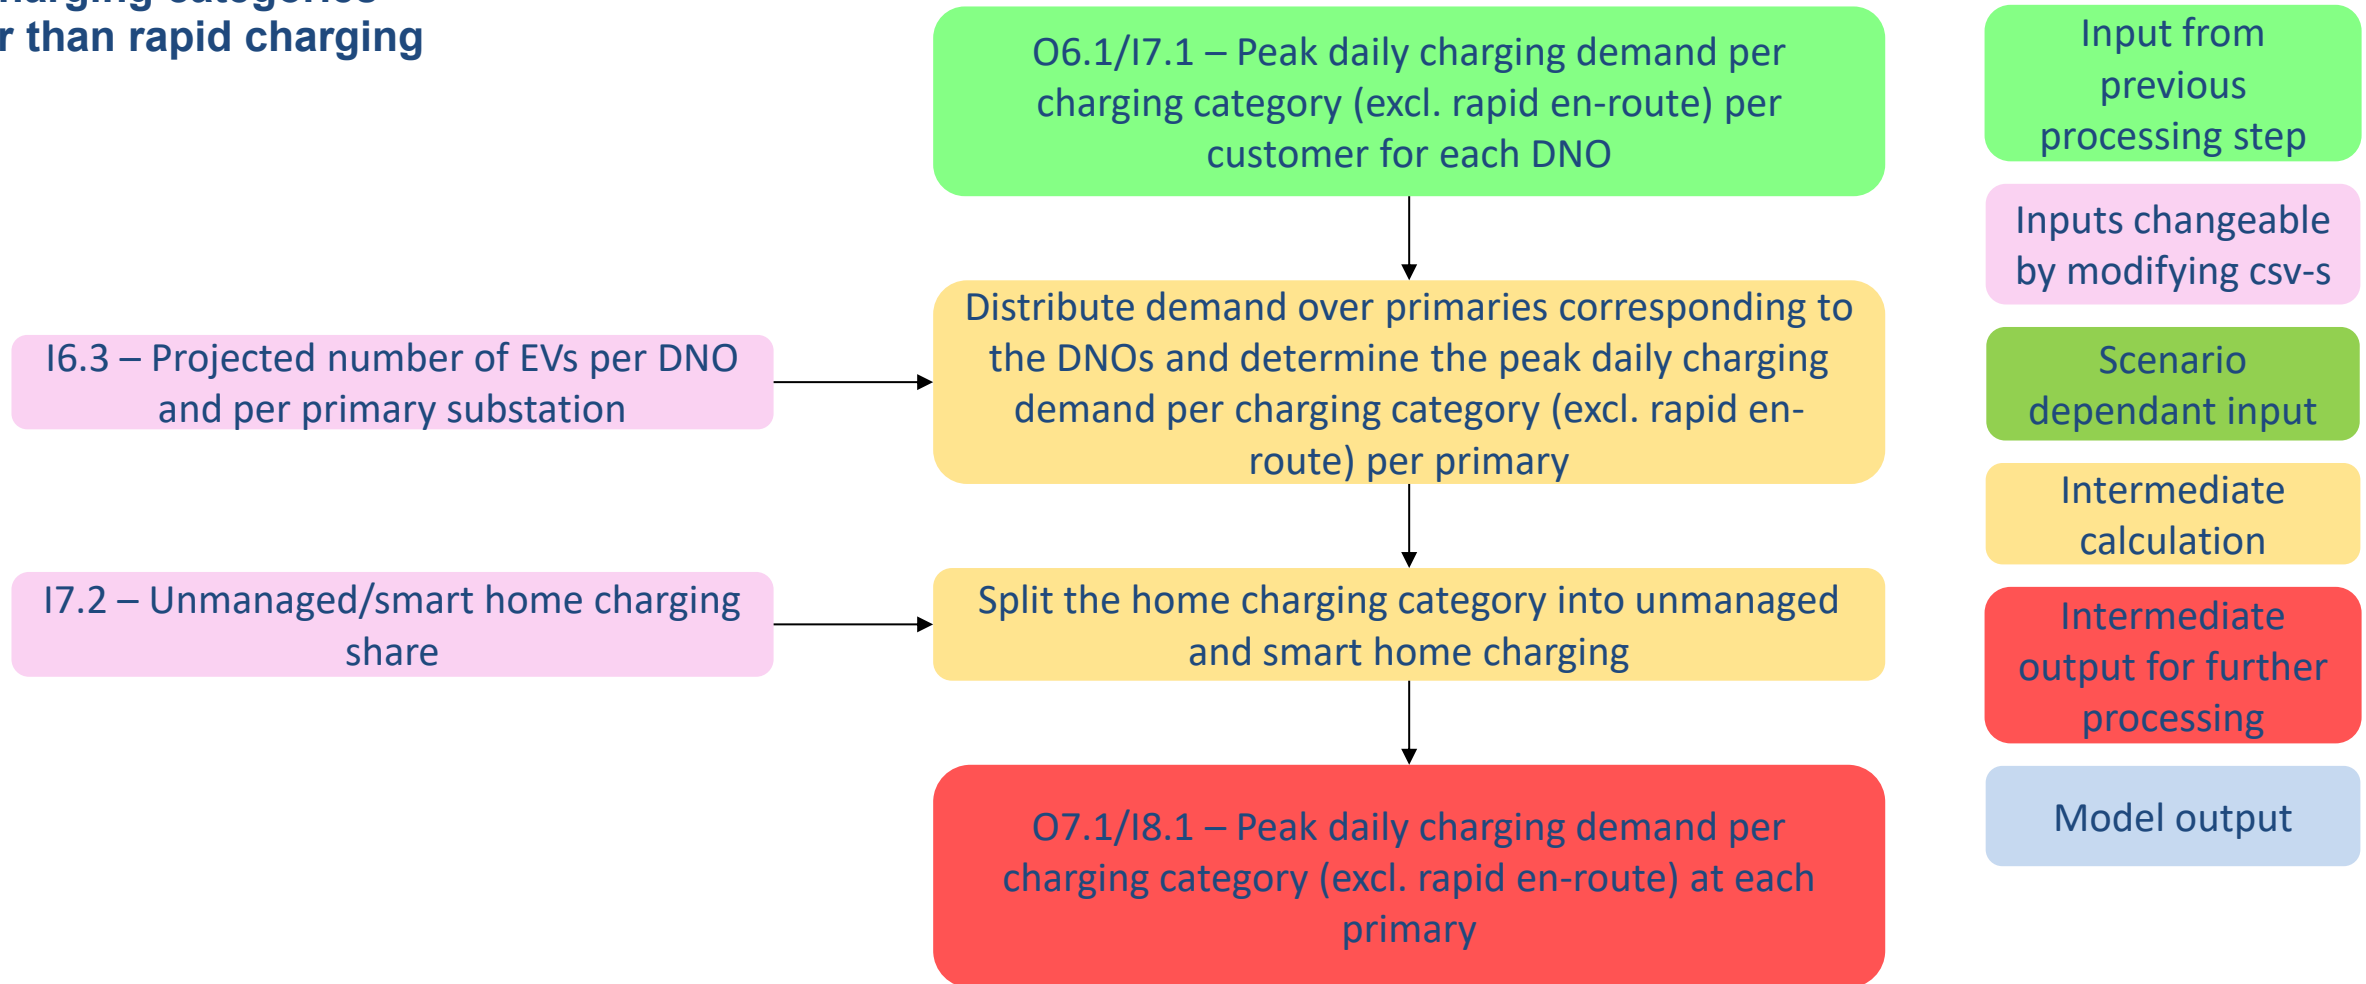 r than rapid charging
O6.1/I7.1 – Peak daily charging demand per
charging category (excl. rapid en-route) per
customer for each DNO
I6.3 – Projected number of EVs per DNO
and per primary substation
Distribute demand over primaries corresponding to
the DNOs and determine the peak daily charging
demand per charging category (excl. rapid en-
route) per primary
I7.2 – Unmanaged/smart home charging
share
Split the home charging category into unmanaged
and smart home charging
O7.1/I8.1 – Peak daily charging demand per
charging category (excl. rapid en-route) at each
primary
Input from
previous
processing step
Inputs changeable
by modifying csv-s
Scenario
dependant input
Intermediate
calculation
Intermediate
output for further
processing
Model output